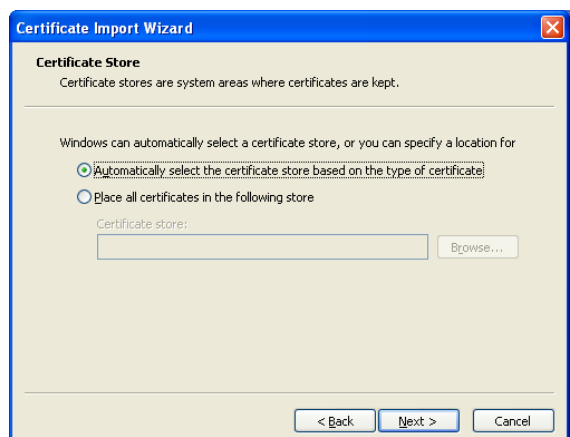 Certificate Import Wizard
Certificate Store
Certificate stores are system areas where certificates are kept.
Windows can automatically select a certificate store, or you can specify a location for
Automatically select the certificate store based on the type of certificate
Place all certificates in the following store
Certificate store:
Browse...
< Back
Next >
Cancel